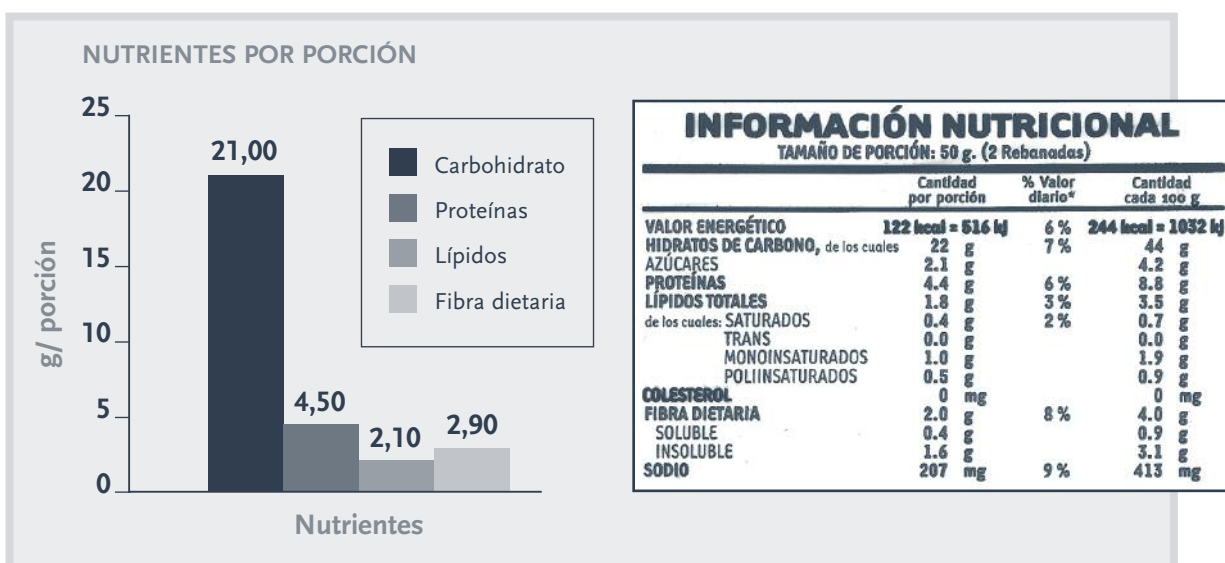 NUTRIENTES POR PORCIÓN
25
20
15
10
5
0
g/ porción
21,00
4,50
2,10
2,90
Nutrientes
Carbohidrato
Proteínas
Lípidos
Fibra dietaria
INFORMACIÓN NUTRICIONAL
TAMAÑO DE PORCIÓN: 50 g. (2 Rebanadas)
Cantidad por porción % Valor diario* Cantidad cada 100 g
VALOR ENERGÉTICO 122 kcal = 516 kJ 6 % 244 kcal = 1032 kJ
HIDRATOS DE CARBONO, de los cuales 22 g 7 % 44 g
AZÚCARES 2.1 g 4.2 g
PROTEÍNAS 4.4 g 6 % 8.8 g
LÍPIDOS TOTALES 1.8 g 3 % 3.5 g
de los cuales: SATURADOS 0.4 g 2 % 0.7 g
TRANS 0.0 g 0.0 g
MONOINSATURADOS 1.0 g 1.9 g
POLIINSATURADOS 0.5 g 0.9 g
COLESTEROL 0 mg 0 mg
FIBRA DIETARIA 2.0 g 8 % 4.0 g
SOLUBLE 0.4 g 0.9 g
INSOLUBLE 1.6 g 3.1 g
SODIO 207 mg 9 % 413 mg